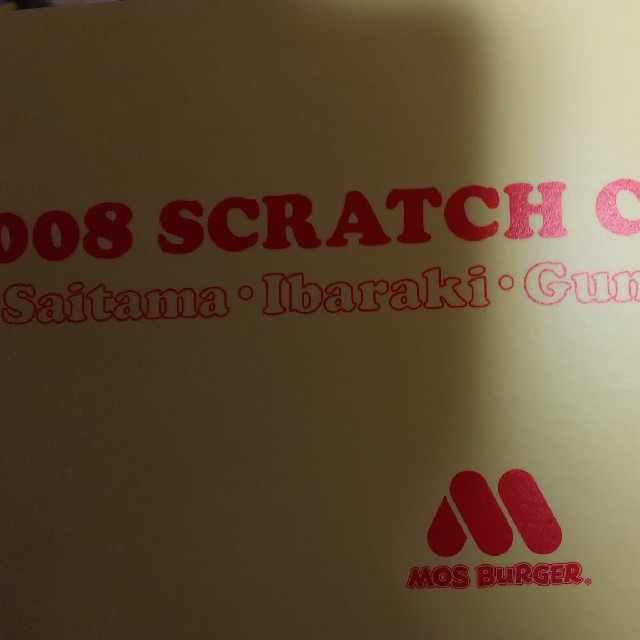 008 SCRATCH C
Saitama・Ibaraki・Gun
MOS BURGER®